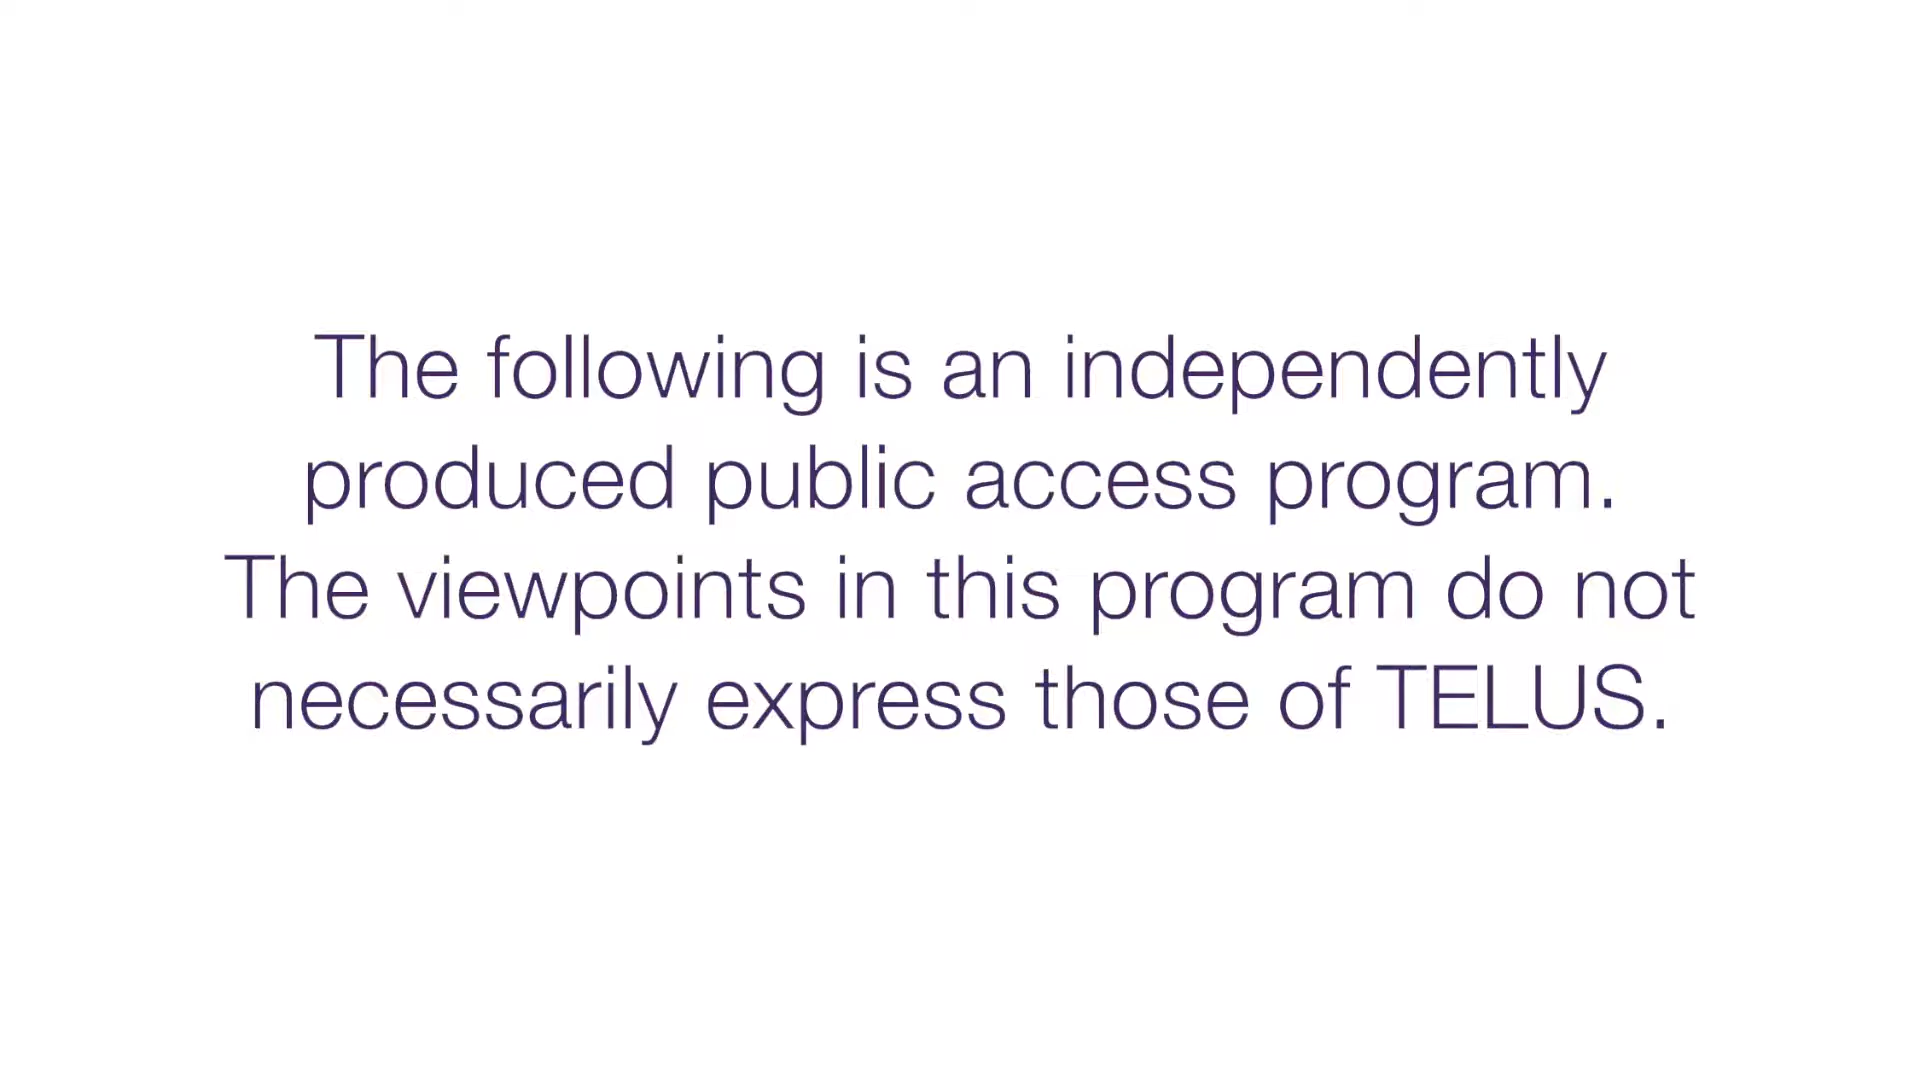 The following is an independently
produced public access program.
The viewpoints in this program do not
necessarily express those of TELUS.